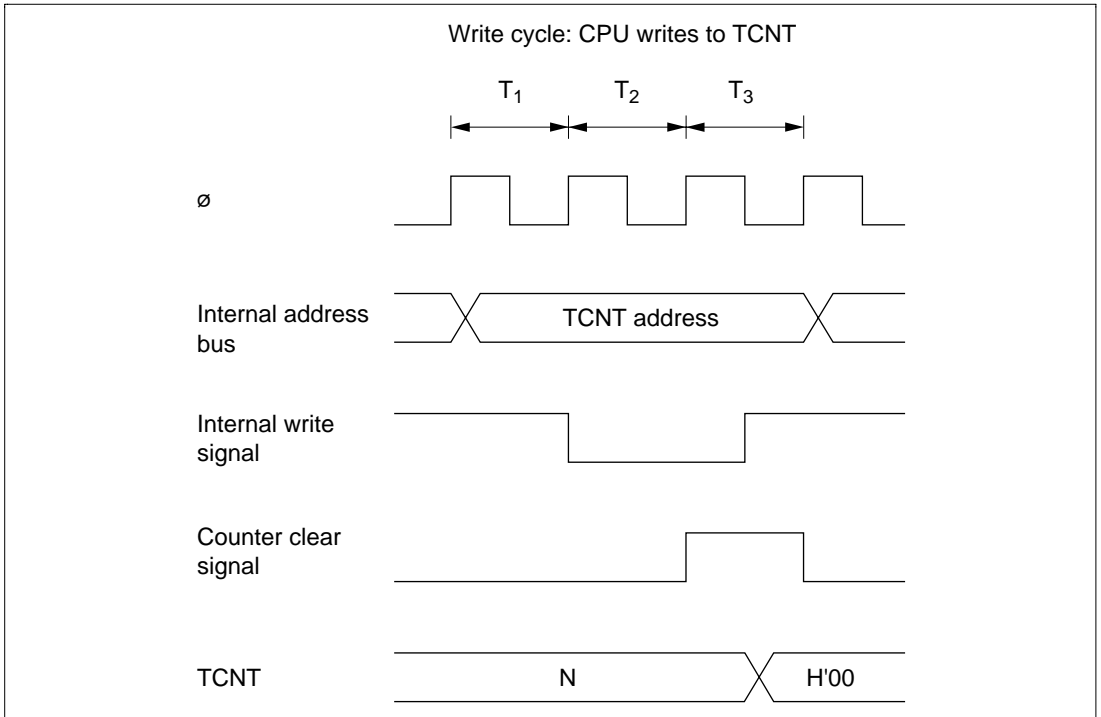 Write cycle: CPU writes to TCNT
T1 T2 T3
ø
Internal address
bus
TCNT address
Internal write
signal
Counter clear
signal
TCNT
N
H'00